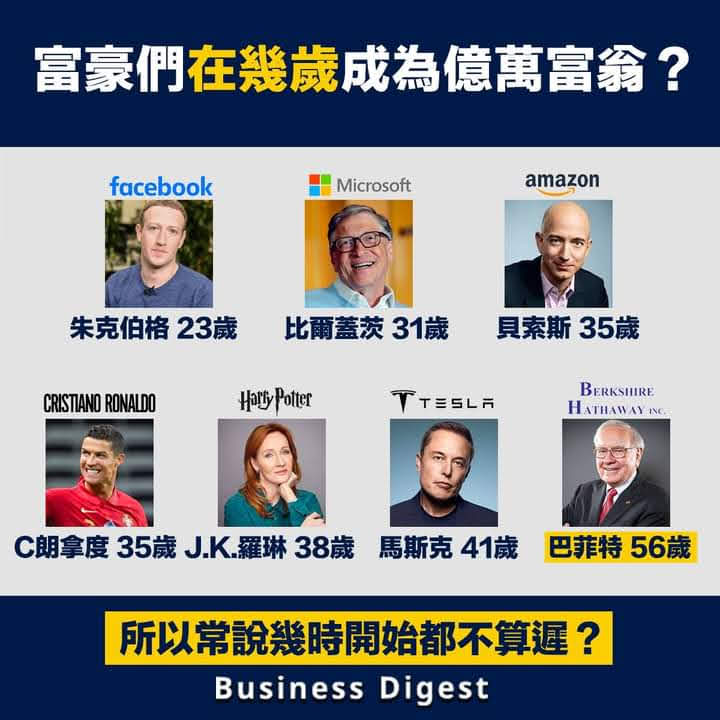 富豪們在幾歲成為億萬富翁？
facebook
Microsoft
amazon
朱克伯格 23歲
比爾蓋茨 31歲
貝索斯 35歲
CRISTIANO RONALDO
Harry Potter
TESLA
BERKSHIRE
HATHAWAY INC.
C朗拿度 35歲
J.K.羅琳 38歲
馬斯克 41歲
巴菲特 56歲
所以常說幾時開始都不算遲？
Business Digest